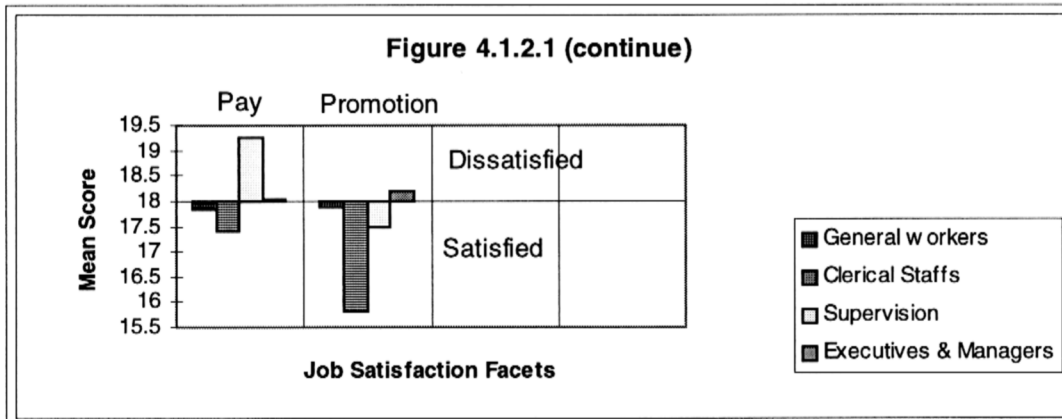 Figure 4.1.2.1 (continue)
Pay Promotion
19.5
19
18.5
18
17.5
17
16.5
16
15.5
Mean Score
Dissatisfied
Satisfied
Job Satisfaction Facets
General workers
Clerical Staffs
Supervision
Executives & Managers